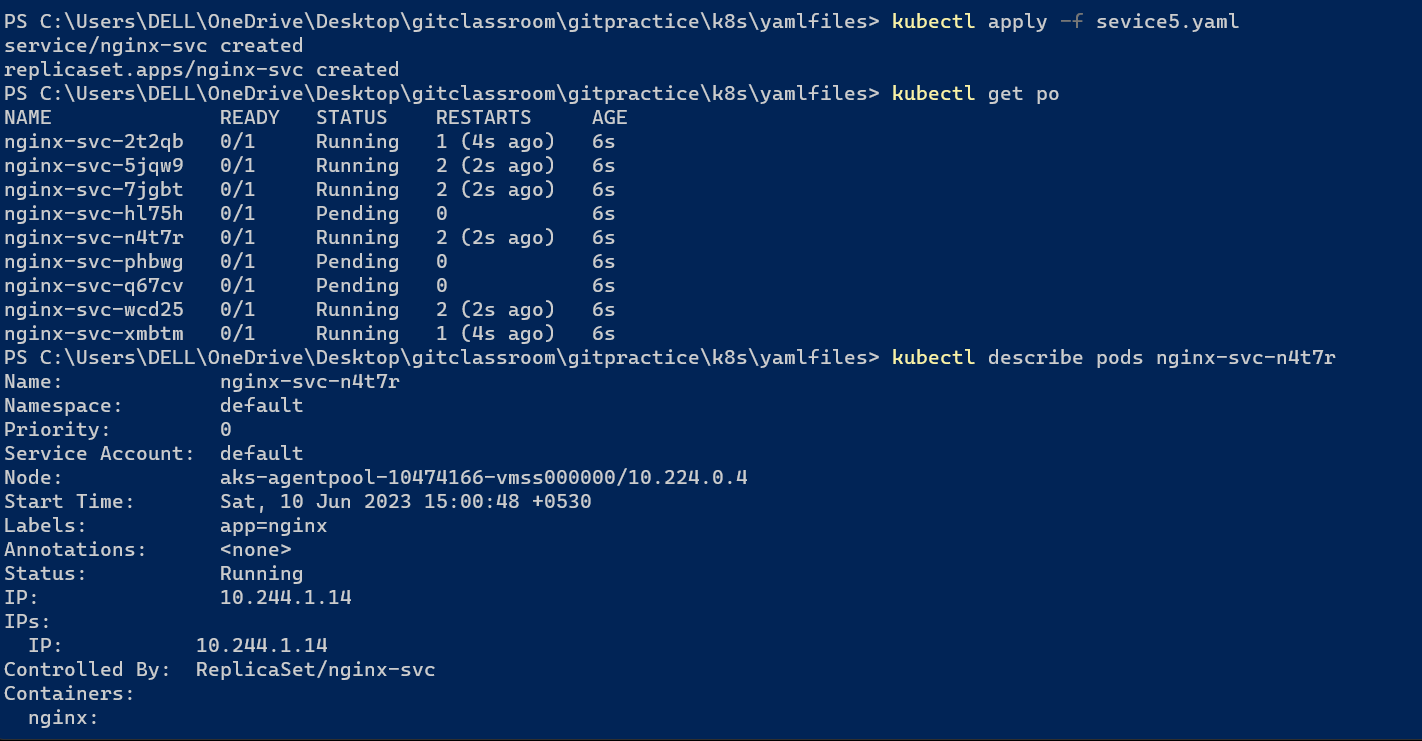 PS C:\Users\DELL\OneDrive\Desktop\gitclassroom\gitpractice\k8s\yamlfiles> kubectl apply -f sevice5.yaml
service/nginx-svc created
replicaset.apps/nginx-svc created
PS C:\Users\DELL\OneDrive\Desktop\gitclassroom\gitpractice\k8s\yamlfiles> kubectl get po
NAME              READY   STATUS    RESTARTS     AGE
nginx-svc-2t2qb   0/1     Running   1 (4s ago)   6s
nginx-svc-5jqw9   0/1     Running   2 (2s ago)   6s
nginx-svc-7jgbt   0/1     Running   2 (2s ago)   6s
nginx-svc-hl75h   0/1     Pending   0            6s
nginx-svc-n4t7r   0/1     Running   2 (2s ago)   6s
nginx-svc-phbwg   0/1     Pending   0            6s
nginx-svc-q67cv   0/1     Pending   0            6s
nginx-svc-wcd25   0/1     Running   2 (2s ago)   6s
nginx-svc-xmbtm   0/1     Running   1 (4s ago)   6s
PS C:\Users\DELL\OneDrive\Desktop\gitclassroom\gitpractice\k8s\yamlfiles> kubectl describe pods nginx-svc-n4t7r
Name:             nginx-svc-n4t7r
Namespace:        default
Priority:         0
Service Account:  default
Node:             aks-agentpool-10474166-vmss000000/10.224.0.4
Start Time:       Sat, 10 Jun 2023 15:00:48 +0530
Labels:           app=nginx
Annotations:      <none>
Status:           Running
IP:               10.244.1.14
IPs:
  IP:           10.244.1.14
Controlled By:  ReplicaSet/nginx-svc
Containers:
  nginx: